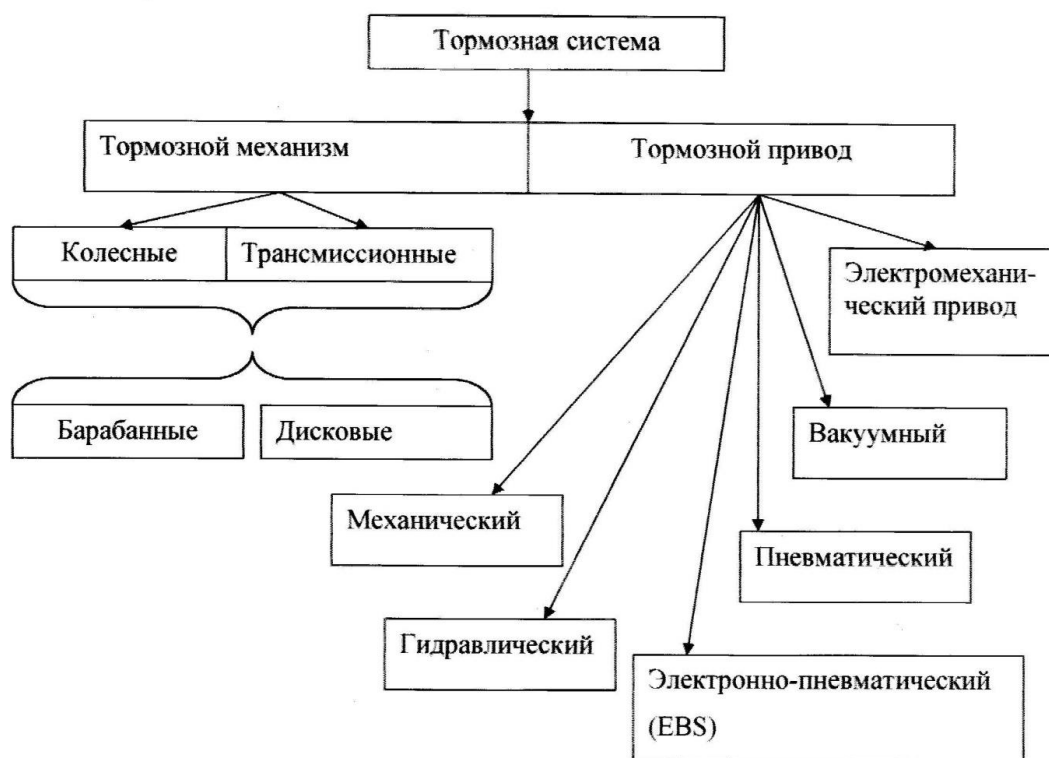 Тормозная система
Тормозной механизм
Тормозной привод
Колесные
Трансмиссионные
Барабанные
Дисковые
Электромехани-
ческий привод
Вакуумный
Механический
Пневматический
Гидравлический
Электронно-пневматический
(EBS)